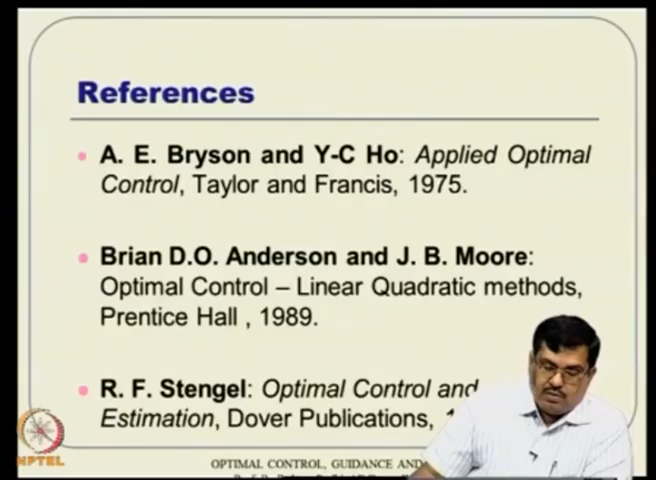 References
A. E. Bryson and Y-C Ho: Applied Optimal
Control, Taylor and Francis, 1975.
Brian D.O. Anderson and J. B. Moore:
Optimal Control – Linear Quadratic methods,
Prentice Hall , 1989.
R. F. Stengel: Optimal Control and
Estimation, Dover Publications,
NPTEL
OPTIMAL CONTROL, GUIDANCE AND